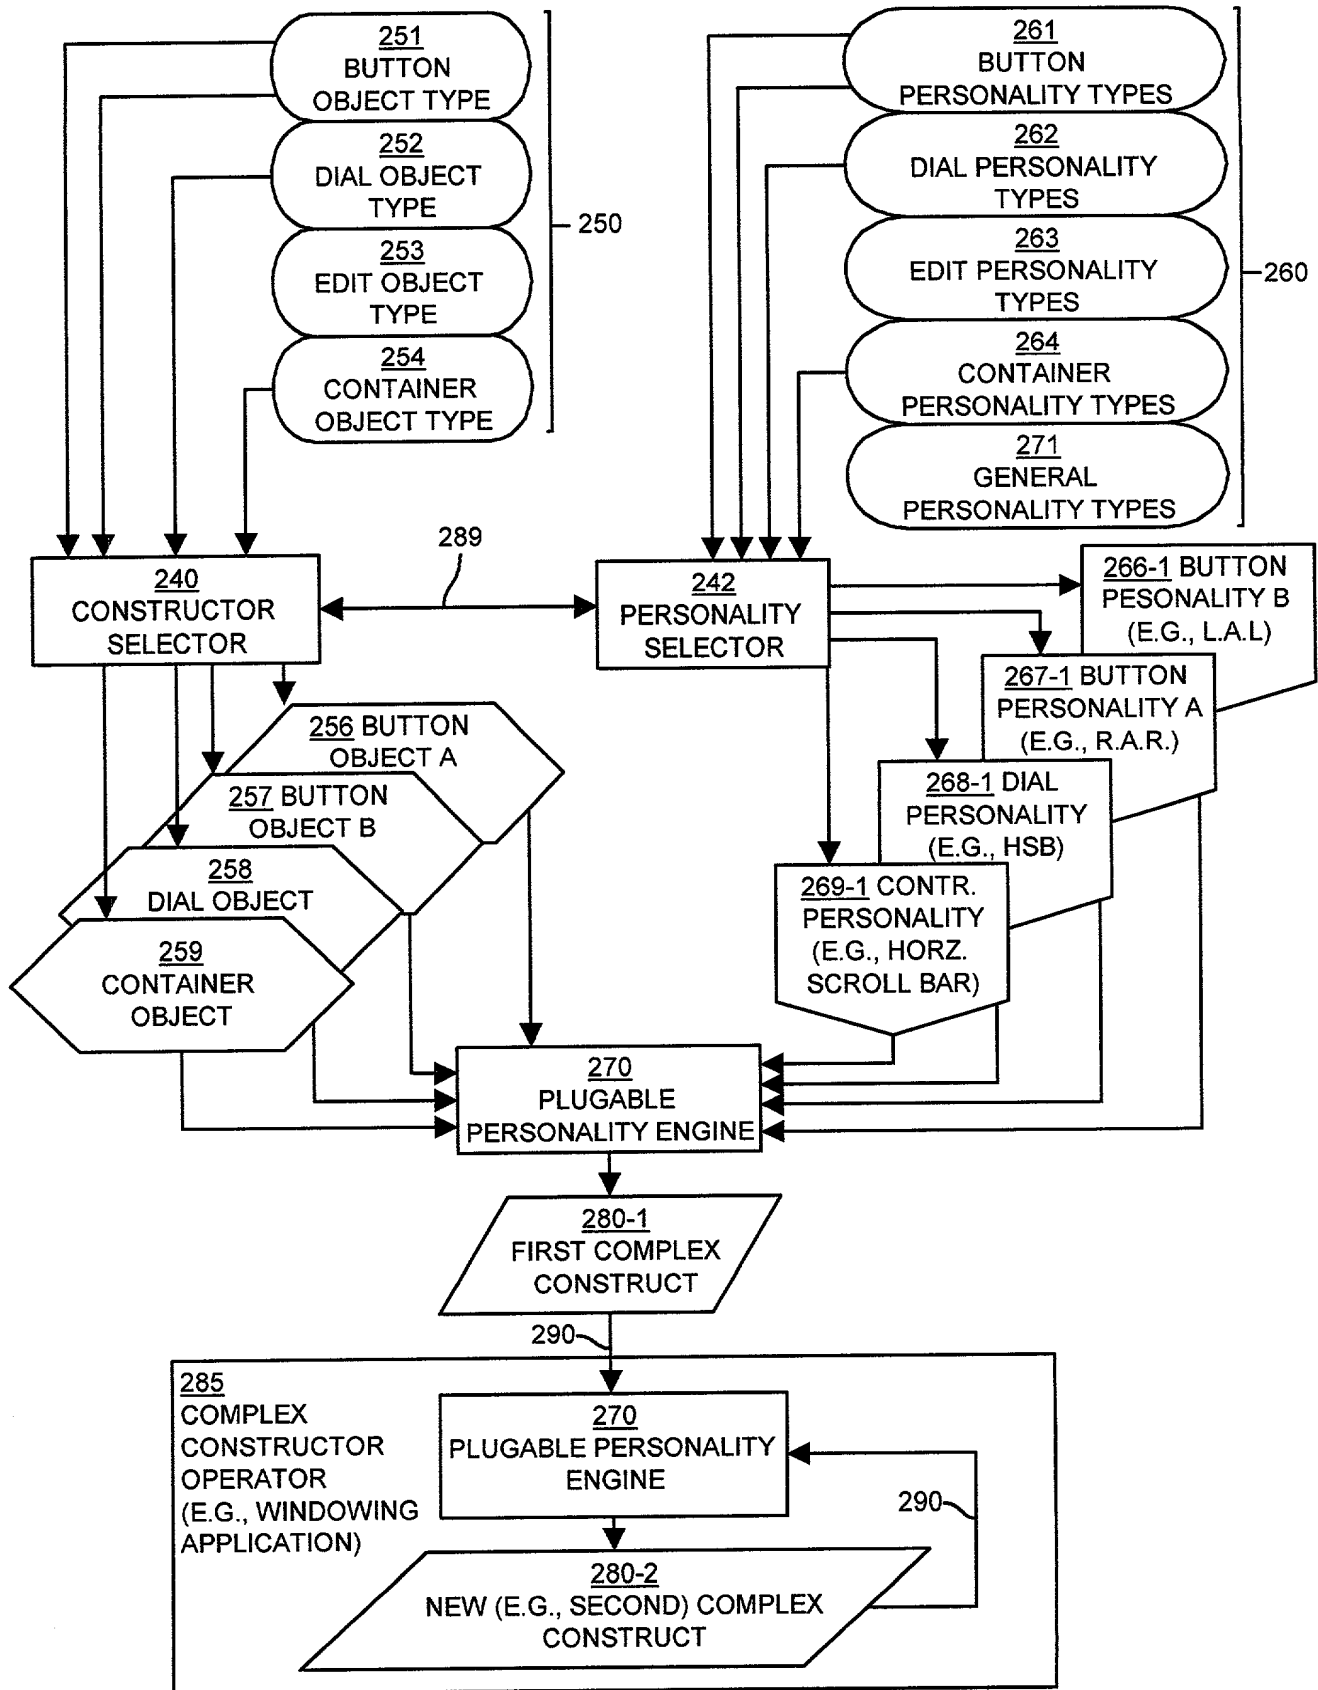 251
BUTTON
OBJECT TYPE
252
DIAL OBJECT
TYPE
253
EDIT OBJECT
TYPE
254
CONTAINER
OBJECT TYPE
250
261
BUTTON
PERSONALITY TYPES
262
DIAL PERSONALITY
TYPES
263
EDIT PERSONALITY
TYPES
264
CONTAINER
PERSONALITY TYPES
271
GENERAL
PERSONALITY TYPES
260
240
CONSTRUCTOR
SELECTOR
289
242
PERSONALITY
SELECTOR
266-1 BUTTON
PESONALITY B
(E.G., L.A.L)
267-1 BUTTON
PERSONALITY A
(E.G., R.A.R.)
268-1 DIAL
PERSONALITY
(E.G., HSB)
269-1 CONTR.
PERSONALITY
(E.G., HORZ.
SCROLL BAR)
256 BUTTON
OBJECT A
257 BUTTON
OBJECT B
258
DIAL OBJECT
259
CONTAINER
OBJECT
270
PLUGABLE
PERSONALITY ENGINE
280-1
FIRST COMPLEX
CONSTRUCT
290
285
COMPLEX
CONSTRUCTOR
OPERATOR
(E.G., WINDOWING
APPLICATION)
270
PLUGABLE PERSONALITY
ENGINE
290
280-2
NEW (E.G., SECOND) COMPLEX
CONSTRUCT